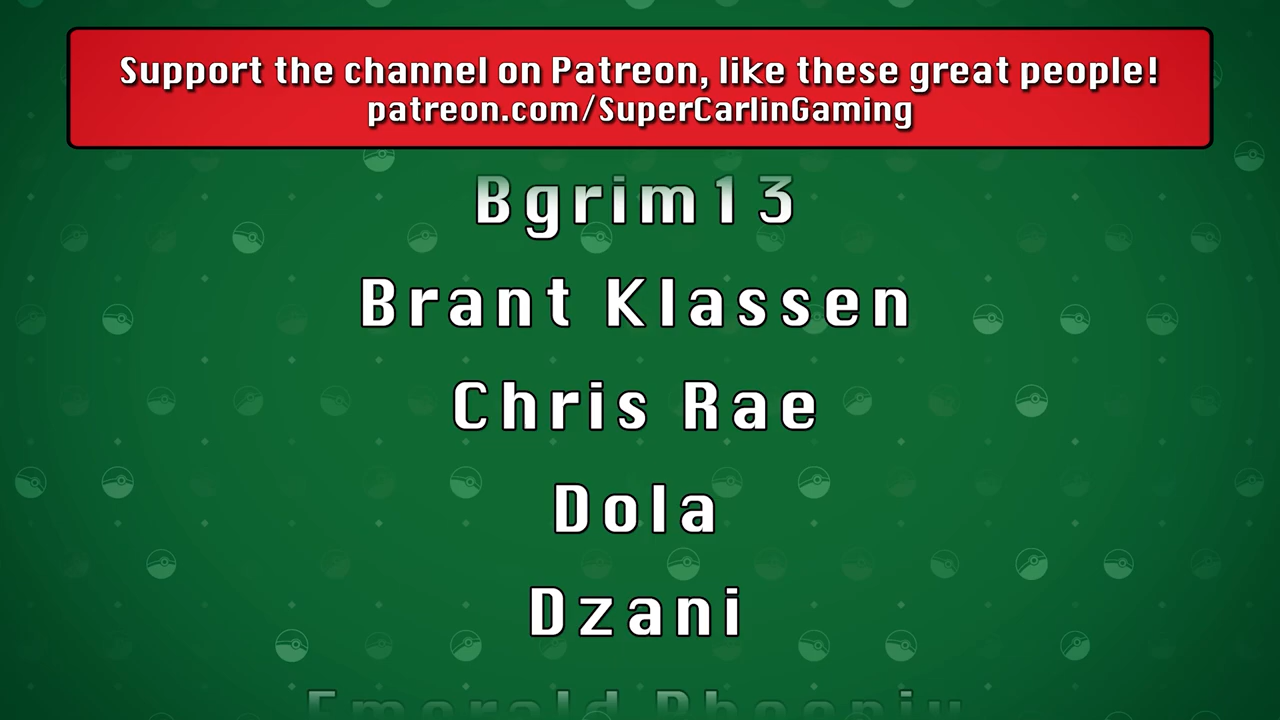 Support the channel on Patreon, like these great people!
patreon.com/SuperCarlinGaming
Bgrim13
Brant Klassen
Chris Rae
Dola
Dzani
Emerald